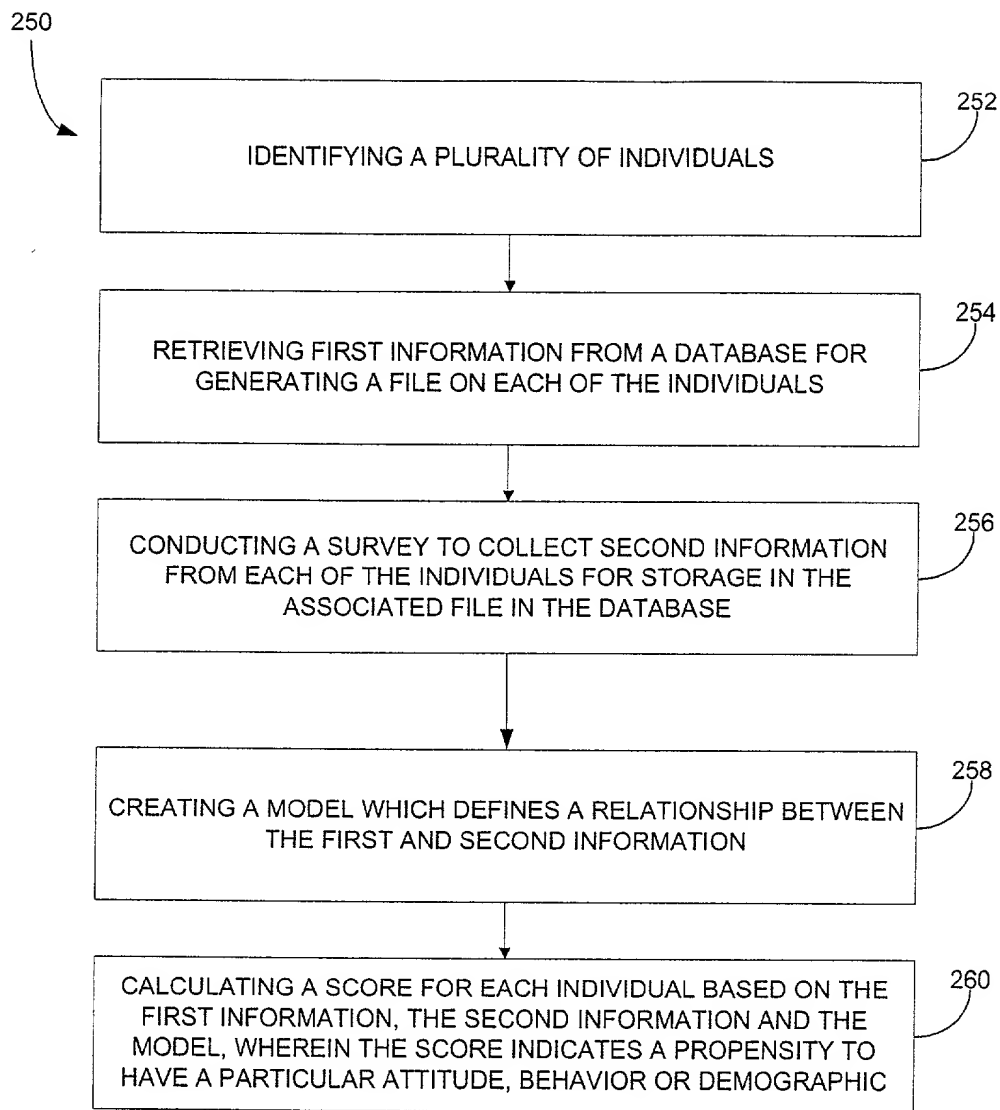 250
252
IDENTIFYING A PLURALITY OF INDIVIDUALS
254
RETRIEVING FIRST INFORMATION FROM A DATABASE FOR
GENERATING A FILE ON EACH OF THE INDIVIDUALS
256
CONDUCTING A SURVEY TO COLLECT SECOND INFORMATION
FROM EACH OF THE INDIVIDUALS FOR STORAGE IN THE
ASSOCIATED FILE IN THE DATABASE
258
CREATING A MODEL WHICH DEFINES A RELATIONSHIP BETWEEN
THE FIRST AND SECOND INFORMATION
260
CALCULATING A SCORE FOR EACH INDIVIDUAL BASED ON THE
FIRST INFORMATION, THE SECOND INFORMATION AND THE
MODEL, WHEREIN THE SCORE INDICATES A PROPENSITY TO
HAVE A PARTICULAR ATTITUDE, BEHAVIOR OR DEMOGRAPHIC